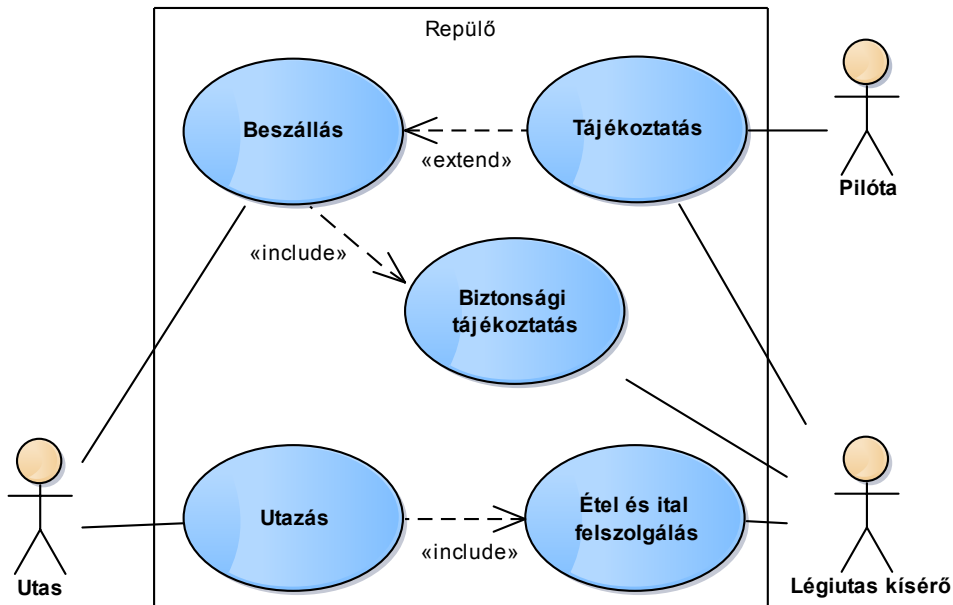 Repülő
Beszállás
Tájékoztatás
«extend»
Pilóta
«include»
Biztonsági
tájékoztatás
Utazás
Étel és ital
felszolgálás
«include»
Utas
Légiutas kísérő